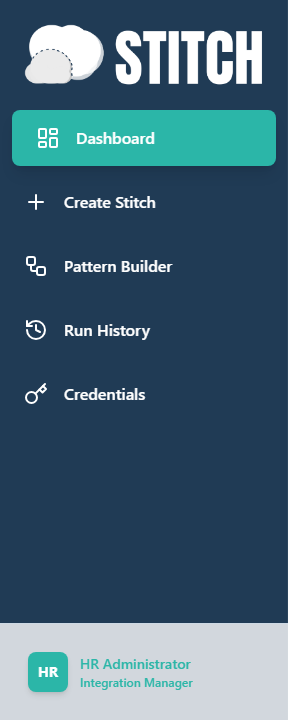 STITCH
Dashboard
Create Stitch
Pattern Builder
Run History
Credentials
HR
HR Administrator
Integration Manager